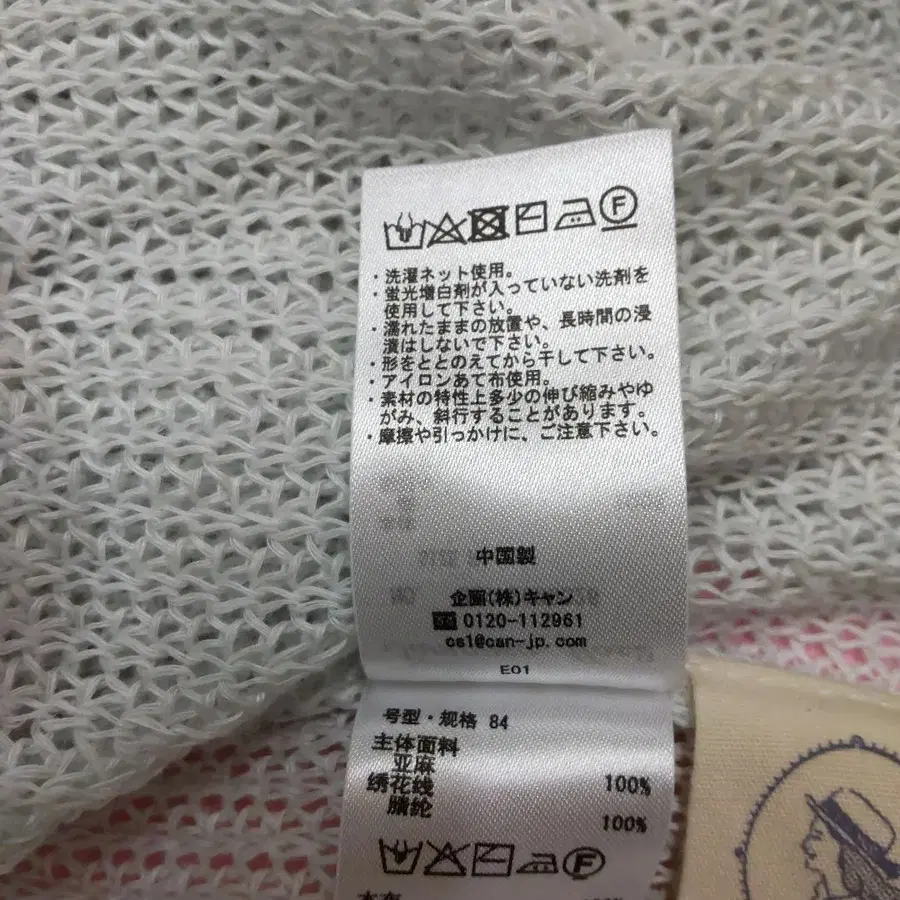 F
・洗濯ネット使用。
・蛍光増白剤が入っていない洗剤を
使用して下さい。
・濡れたままの放置や、長時間の浸
漬はしないで下さい。
・形をととのえてから干して下さい。
・アイロンあて布使用。
・素材の特性上多少の伸び縮みやゆ
がみ、斜行することがあります。
・摩擦や引っかけに、ご注意下さい。
中国製
企画(株)キャン
0120-112961
cs1@can-jp.com
E01
号型・规格 84
主体面料
亚麻 100%
绣花线
腈纶 100%
F